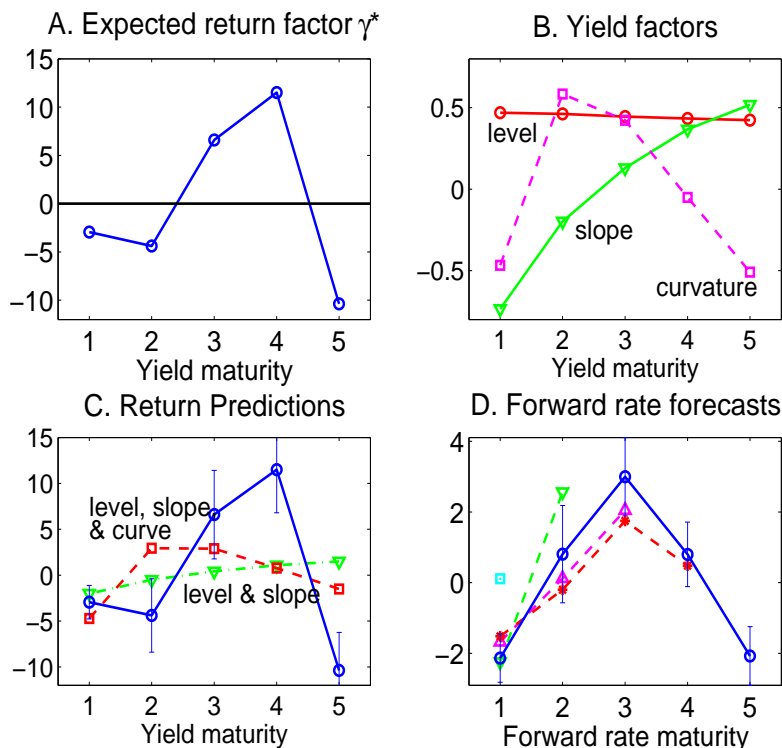 A. Expected return factor γ*
15
10
5
0
−5
−10
1 2 3 4 5
Yield maturity
B. Yield factors
0.5
0
−0.5
level
slope
curvature
1 2 3 4 5
Yield maturity
C. Return Predictions
15
10
5
0
−5
−10
level, slope
& curve
level & slope
1 2 3 4 5
Yield maturity
D. Forward rate forecasts
4
2
0
−2
1 2 3 4 5
Forward rate maturity